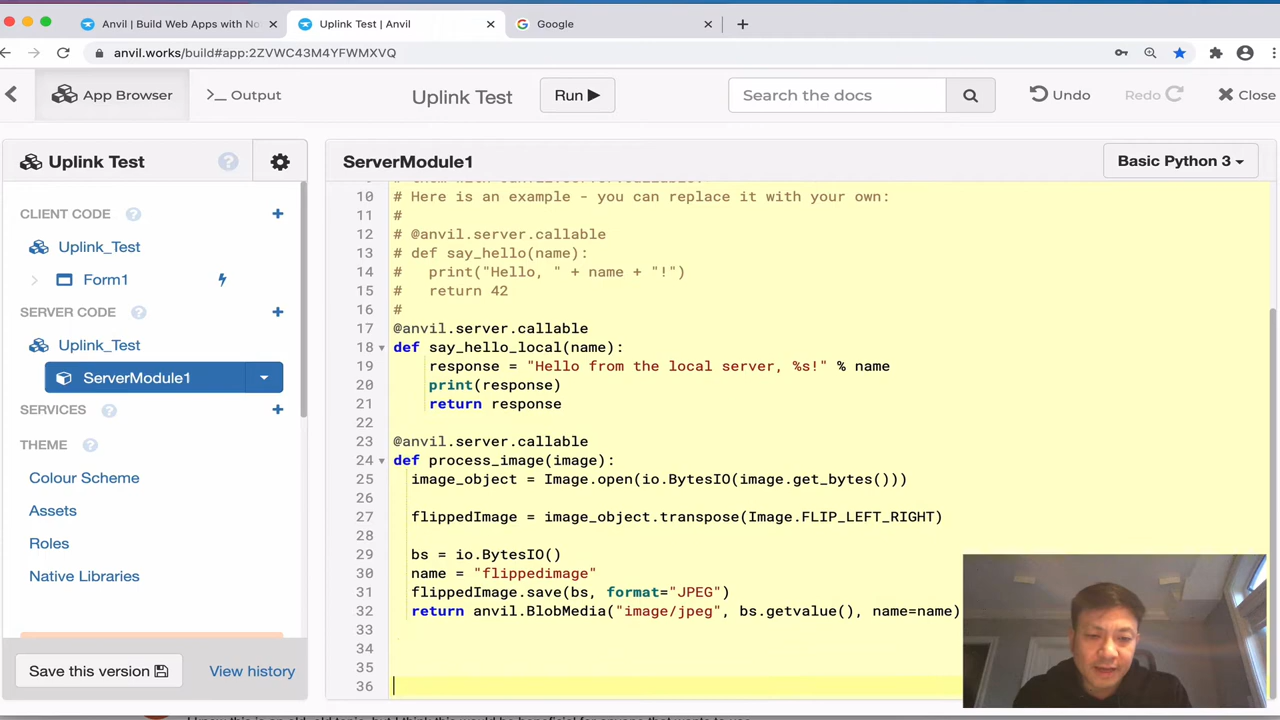 Anvil | Build Web Apps with No
Uplink Test | Anvil
Google
anvil.works/build#app:2ZVWC43M4YFWMXVQ
App Browser
>_ Output
Uplink Test
Run
Search the docs
Undo
Redo
Close
Uplink Test
ServerModule1
Basic Python 3
CLIENT CODE
Uplink_Test
Form1
SERVER CODE
Uplink_Test
ServerModule1
SERVICES
THEME
Colour Scheme
Assets
Roles
Native Libraries
Save this version
View history
10 # Here is an example - you can replace it with your own:
11 #
12 # @anvil.server.callable
13 # def say_hello(name):
14 #   print("Hello, " + name + "!")
15 #   return 42
16 #
17 @anvil.server.callable
18 def say_hello_local(name):
19     response = "Hello from the local server, %s!" % name
20     print(response)
21     return response
22
23 @anvil.server.callable
24 def process_image(image):
25   image_object = Image.open(io.BytesIO(image.get_bytes()))
26
27   flippedImage = image_object.transpose(Image.FLIP_LEFT_RIGHT)
28
29   bs = io.BytesIO()
30   name = "flippedimage"
31   flippedImage.save(bs, format="JPEG")
32   return anvil.BlobMedia("image/jpeg", bs.getvalue(), name=name)
33
34
35
36